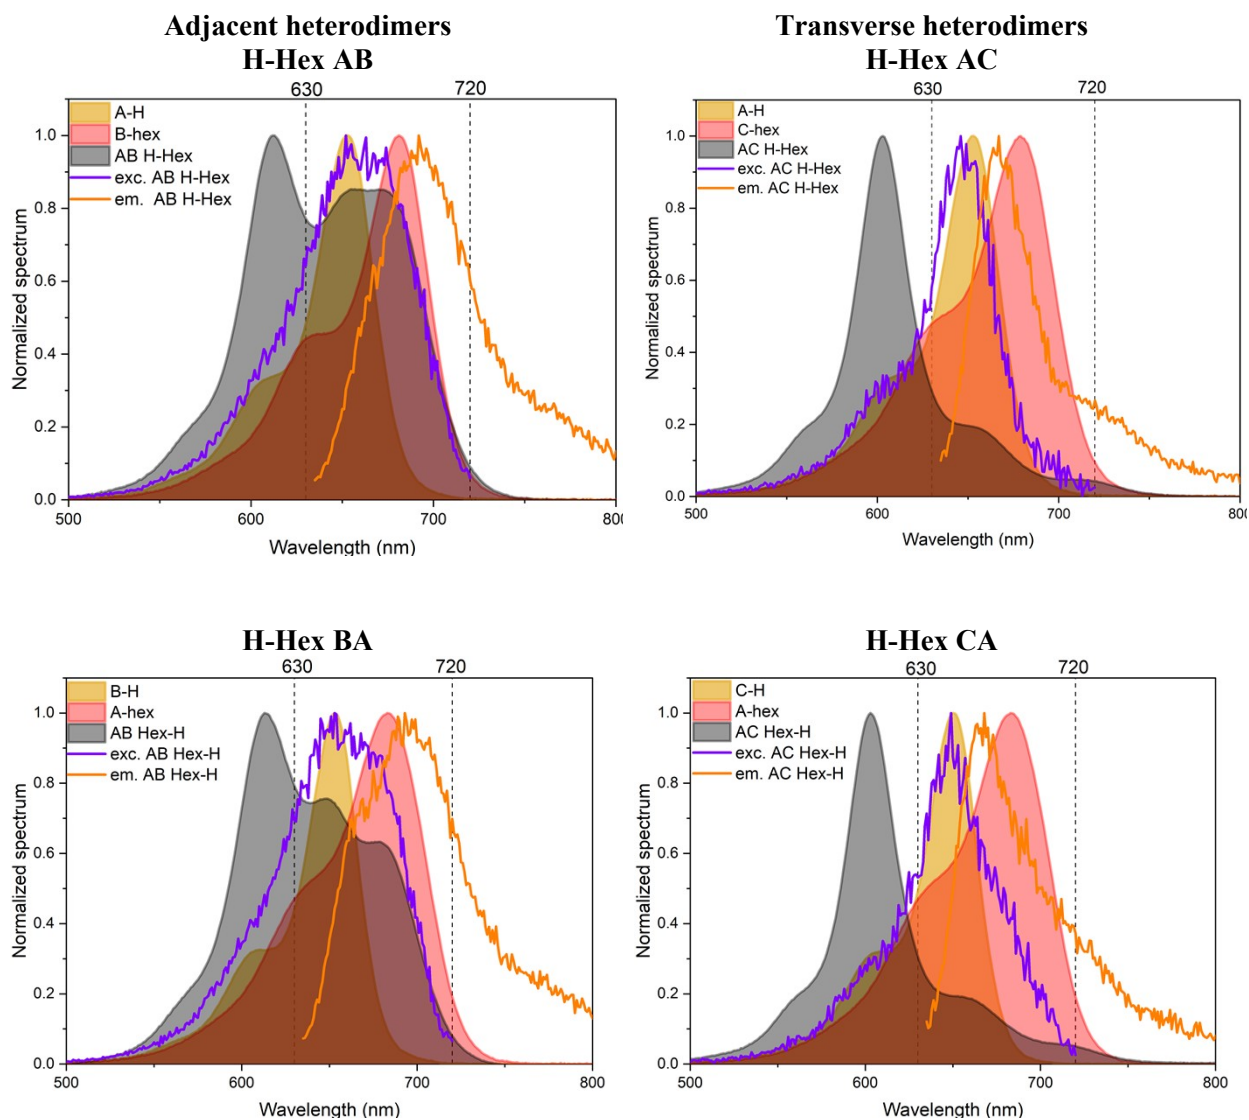 Adjacent heterodimers
H-Hex AB
630
720
A-H
B-hex
AB H-Hex
exc. AB H-Hex
em. AB H-Hex
Normalized spectrum
1.0
0.8
0.6
0.4
0.2
0.0
500
600
700
800
Wavelength (nm)
Transverse heterodimers
H-Hex AC
630
720
A-H
C-hex
AC H-Hex
exc. AC H-Hex
em. AC H-Hex
Normalized spectrum
1.0
0.8
0.6
0.4
0.2
0.0
500
600
700
800
Wavelength (nm)
H-Hex BA
630
720
B-H
A-hex
AB Hex-H
exc. AB Hex-H
em. AB Hex-H
Normalized spectrum
1.0
0.8
0.6
0.4
0.2
0.0
500
600
700
800
Wavelength (nm)
H-Hex CA
630
720
C-H
A-hex
AC Hex-H
exc. AC Hex-H
em. AC Hex-H
Normalized spectrum
1.0
0.8
0.6
0.4
0.2
0.0
500
600
700
800
Wavelength (nm)